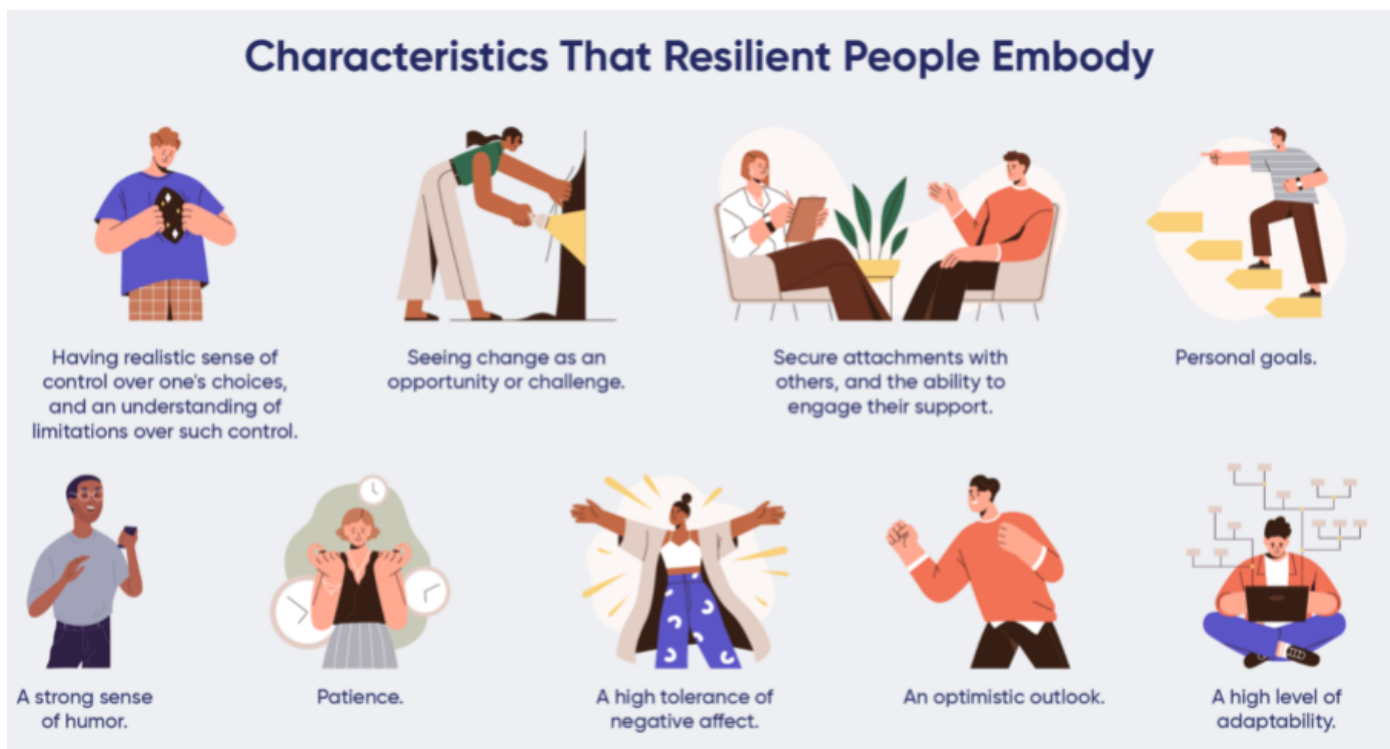 Characteristics That Resilient People Embody
Having realistic sense of
control over one's choices,
and an understanding of
limitations over such control.
Seeing change as an
opportunity or challenge.
Secure attachments with
others, and the ability to
engage their support.
Personal goals.
A strong sense
of humor.
Patience.
A high tolerance of
negative affect.
An optimistic outlook.
A high level of
adaptability.